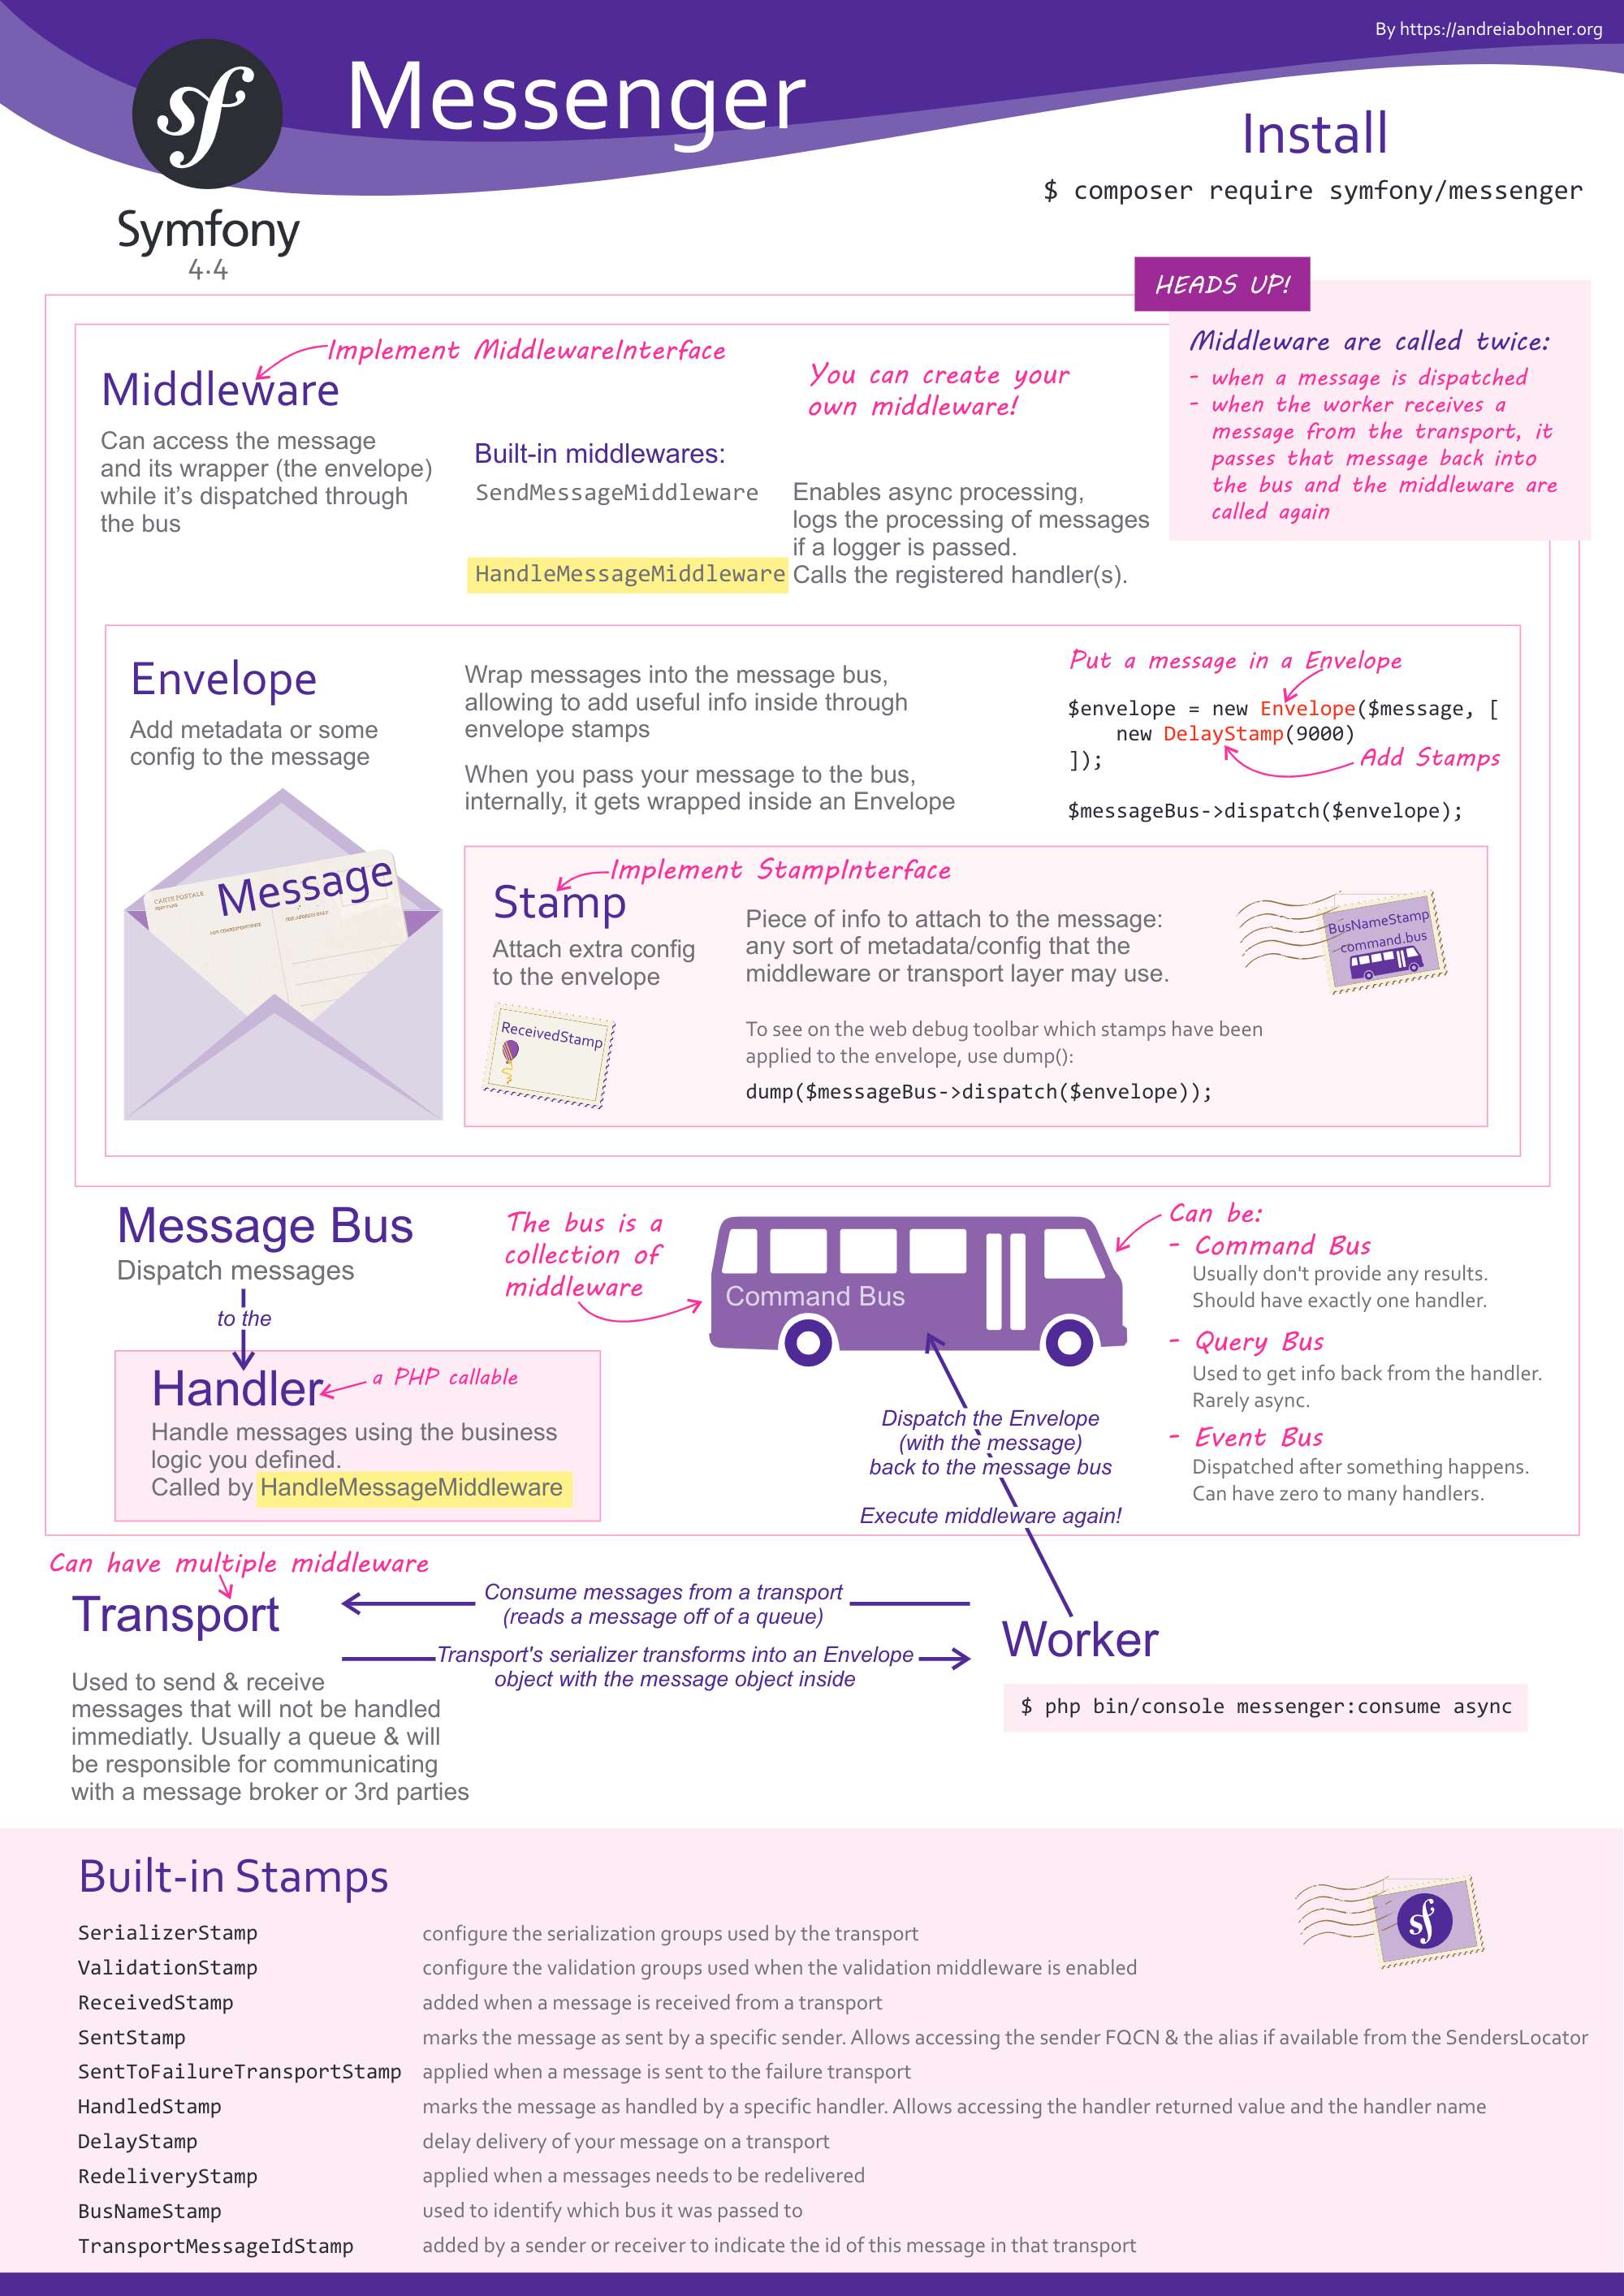 By https://andreiabohner.org
sf
Messenger
Symfony
4.4
Install
$ composer require symfony/messenger
HEADS UP!
Middleware are called twice:
- when a message is dispatched
- when the worker receives a
message from the transport, it
passes that message back into
the bus and the middleware are
called again
Implement MiddlewareInterface
Middleware
Can access the message
and its wrapper (the envelope)
while it's dispatched through
the bus
You can create your
own middleware!
Built-in middlewares:
SendMessageMiddleware
Enables async processing,
logs the processing of messages
if a logger is passed.
HandleMessageMiddleware
Calls the registered handler(s).
Envelope
Add metadata or some
config to the message
Wrap messages into the message bus,
allowing to add useful info inside through
envelope stamps
When you pass your message to the bus,
internally, it gets wrapped inside an Envelope
Put a message in a Envelope
$envelope = new Envelope($message, [
new DelayStamp(9000)
]);
Add Stamps
$messageBus->dispatch($envelope);
CARTE POSTALE
Message
Implement StampInterface
Stamp
Attach extra config
to the envelope
ReceivedStamp
Piece of info to attach to the message:
any sort of metadata/config that the
middleware or transport layer may use.
BusNameStamp
command.bus
To see on the web debug toolbar which stamps have been
applied to the envelope, use dump():
dump($messageBus->dispatch($envelope));
Message Bus
Dispatch messages
to the
Handler
a PHP callable
Handle messages using the business
logic you defined.
Called by HandleMessageMiddleware
The bus is a
collection of
middleware
Command Bus
Can be:
- Command Bus
Usually don't provide any results.
Should have exactly one handler.
- Query Bus
Used to get info back from the handler.
Rarely async.
- Event Bus
Dispatched after something happens.
Can have zero to many handlers.
Dispatch the Envelope
(with the message)
back to the message bus
Execute middleware again!
Can have multiple middleware
Transport
Used to send & receive
messages that will not be handled
immediatly. Usually a queue & will
be responsible for communicating
with a message broker or 3rd parties
Consume messages from a transport
(reads a message off of a queue)
Transport's serializer transforms into an Envelope
object with the message object inside
Worker
$ php bin/console messenger:consume async
Built-in Stamps
sf
SerializerStamp configure the serialization groups used by the transport
ValidationStamp configure the validation groups used when the validation middleware is enabled
ReceivedStamp added when a message is received from a transport
SentStamp marks the message as sent by a specific sender. Allows accessing the sender FQCN & the alias if available from the SendersLocator
SentToFailureTransportStamp applied when a message is sent to the failure transport
HandledStamp marks the message as handled by a specific handler. Allows accessing the handler returned value and the handler name
DelayStamp delay delivery of your message on a transport
RedeliveryStamp applied when a messages needs to be redelivered
BusNameStamp used to identify which bus it was passed to
TransportMessageIdStamp added by a sender or receiver to indicate the id of this message in that transport